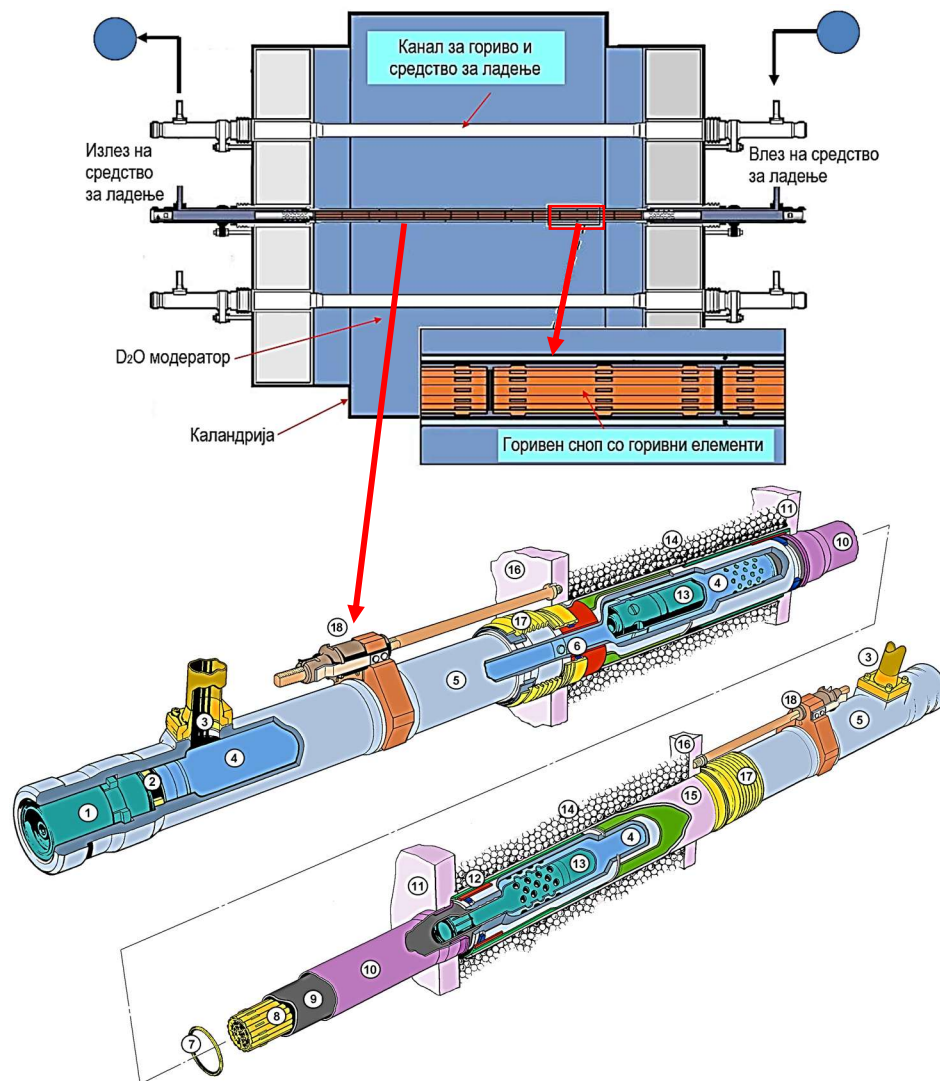 Канал за гориво и
средство за ладење
Излез на
средство
за ладење
Влез на средство
за ладење
D₂O модератор
Каландрија
Горивен сноп со горивни елементи
11
10
14
16
4
13
18
17
6
3
5
18
5
3
16
4
17
2
14
15
1
4
13
12
11
10
9
8
7